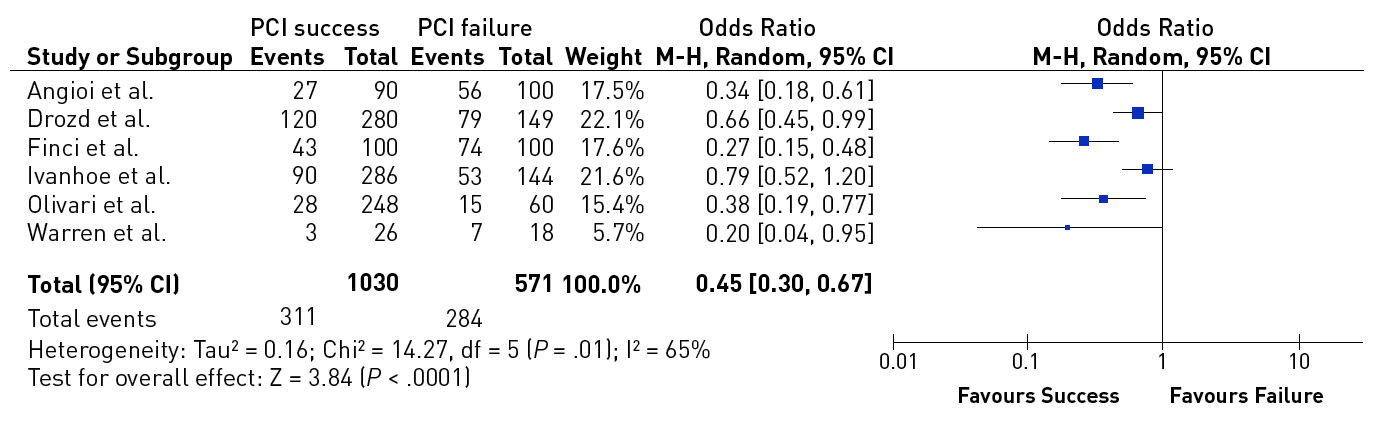 PCI success PCI failure Odds Ratio Odds Ratio
Study or Subgroup Events Total Events Total Weight M-H, Random, 95% CI M-H, Random, 95% CI
Angioi et al. 27 90 56 100 17.5% 0.34 [0.18, 0.61]
Drozd et al. 120 280 79 149 22.1% 0.66 [0.45, 0.99]
Finci et al. 43 100 74 100 17.6% 0.27 [0.15, 0.48]
Ivanhoe et al. 90 286 53 144 21.6% 0.79 [0.52, 1.20]
Olivari et al. 28 248 15 60 15.4% 0.38 [0.19, 0.77]
Warren et al. 3 26 7 18 5.7% 0.20 [0.04, 0.95]
Total (95% CI) 1030 571 100.0% 0.45 [0.30, 0.67]
Total events 311 284
Heterogeneity: Tau² = 0.16; Chi² = 14.27, df = 5 (P = .01); I² = 65%
Test for overall effect: Z = 3.84 (P < .0001)
0.01 0.1 1 10
Favours Success Favours Failure